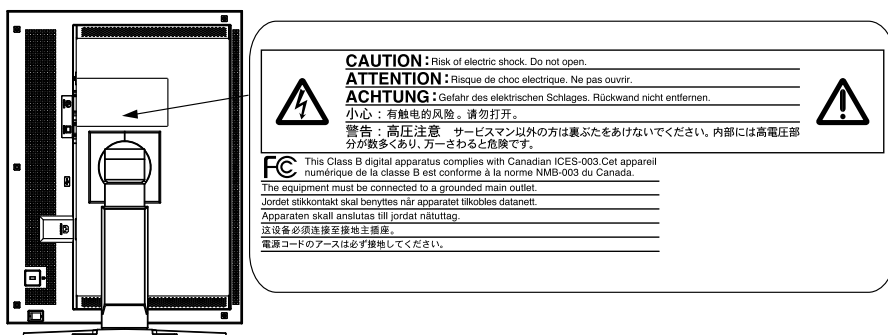 CAUTION : Risk of electric shock. Do not open.
ATTENTION : Risque de choc electrique. Ne pas ouvrir.
ACHTUNG : Gefahr des elektrischen Schlages. Rückwand nicht entfernen.
小心 : 有触电的风险。请勿打开。
警告 : 高圧注意 サービスマン以外の方は裏ぶたをあけないでください。内部には高電圧部
分が数多くあり、万一さわると危険です。
FC This Class B digital apparatus complies with Canadian ICES-003.Cet appareil
numérique de la classe B est conforme à la norme NMB-003 du Canada.
The equipment must be connected to a grounded main outlet.
Jordet stikkontakt skal benyttes når apparatet tilkobles datanett.
Apparaten skall anslutas till jordat nätuttag.
这设备必须连接至接地主插座。
電源コードのアースは必ず接地してください。